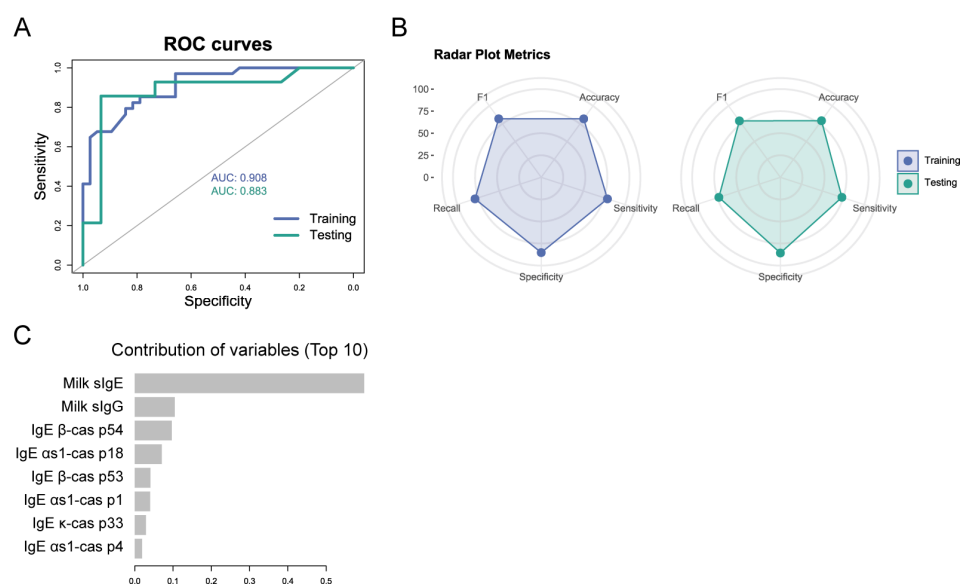 A
ROC curves
Sensitivity
1.0
0.8
0.6
0.4
0.2
0.0
AUC: 0.908
AUC: 0.883
Training
Testing
1.0 0.8 0.6 0.4 0.2 0.0
Specificity
B
Radar Plot Metrics
100
75
50
25
0
F1
Accuracy
Recall
Sensitivity
Specificity
F1
Accuracy
Recall
Sensitivity
Specificity
Training
Testing
C
Contribution of variables (Top 10)
Milk sIgE
Milk sIgG
IgE β-cas p54
IgE αs1-cas p18
IgE β-cas p53
IgE αs1-cas p1
IgE κ-cas p33
IgE αs1-cas p4
0.0 0.1 0.2 0.3 0.4 0.5